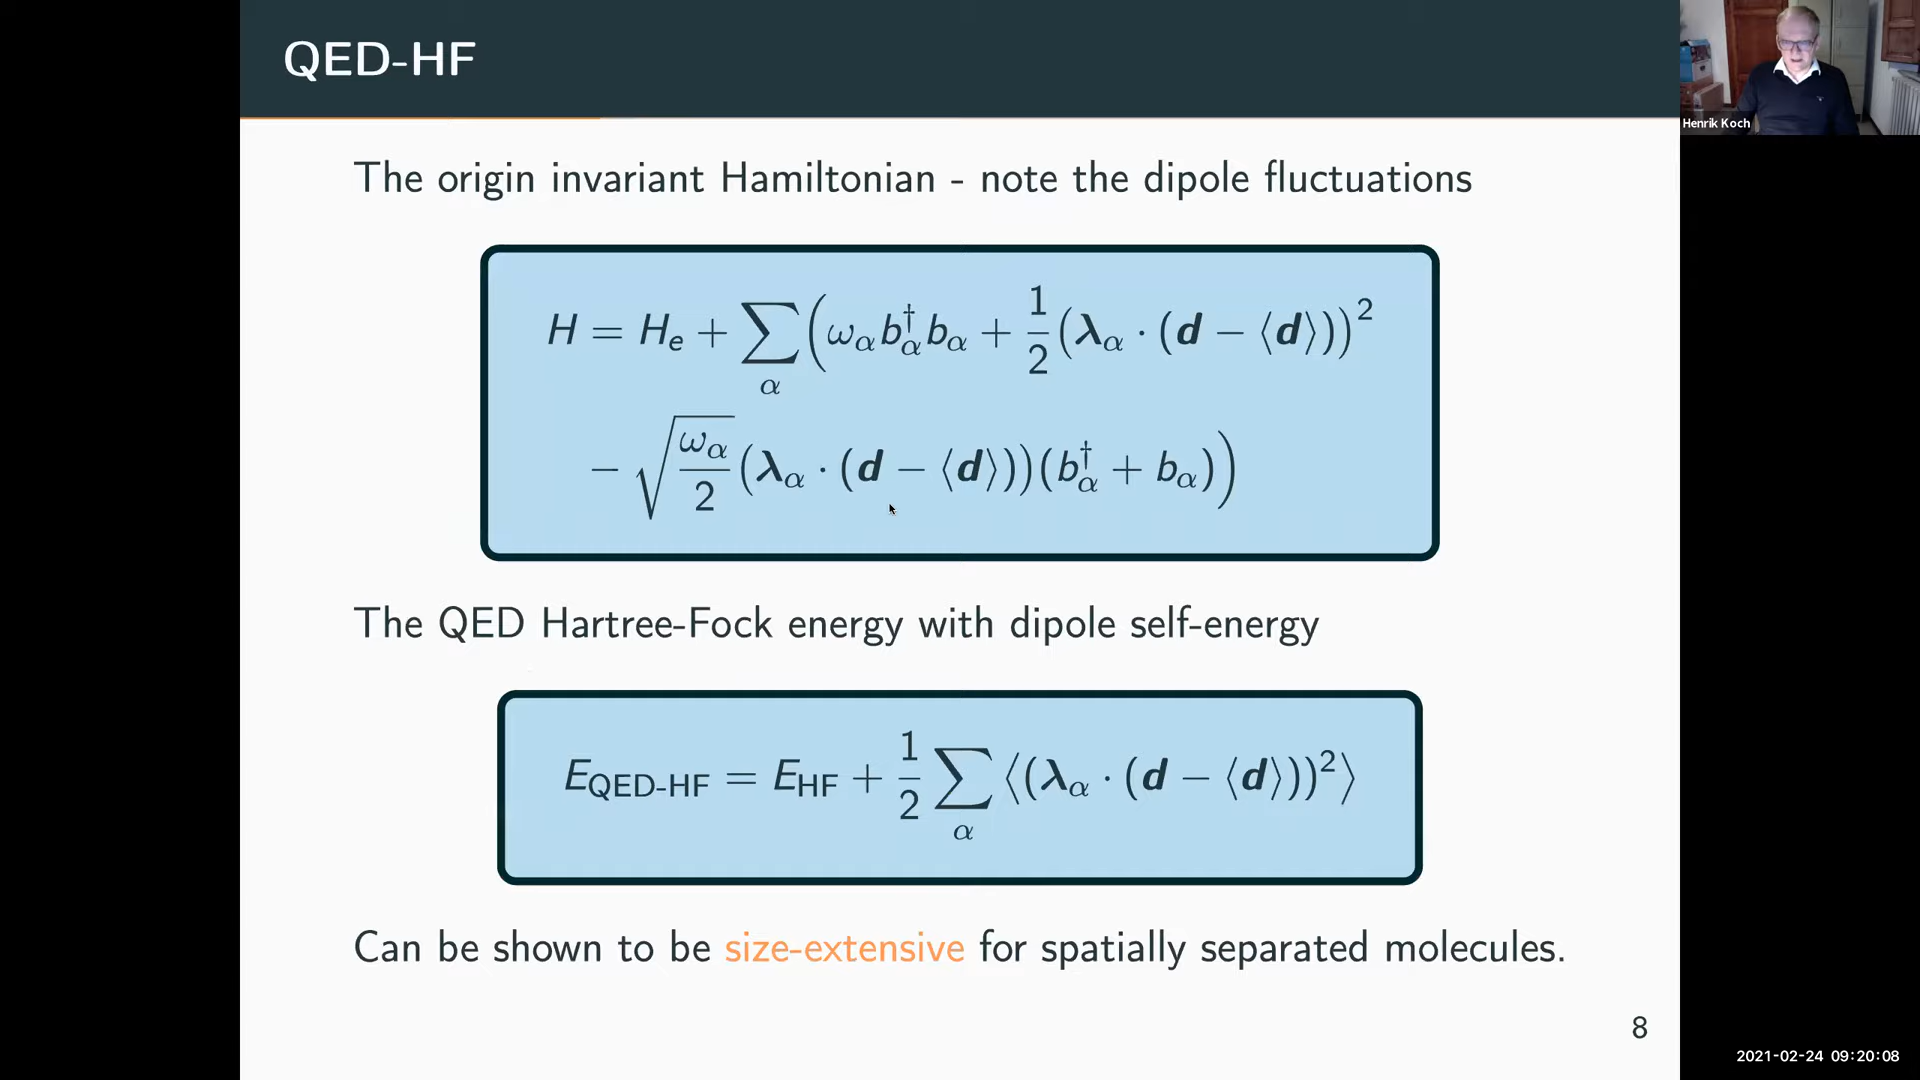 QED-HF
Henrik Koch
The origin invariant Hamiltonian - note the dipole fluctuations
H = H_e + ∑_α (ω_α b†_α b_α + 1/2 (λ_α · (d − ⟨d⟩))²
− √(ω_α/2) (λ_α · (d − ⟨d⟩))(b†_α + b_α))
The QED Hartree-Fock energy with dipole self-energy
E_QED-HF = E_HF + 1/2 ∑_α ⟨(λ_α · (d − ⟨d⟩))²⟩
Can be shown to be size-extensive for spatially separated molecules.
8
2021-02-24 09:20:08